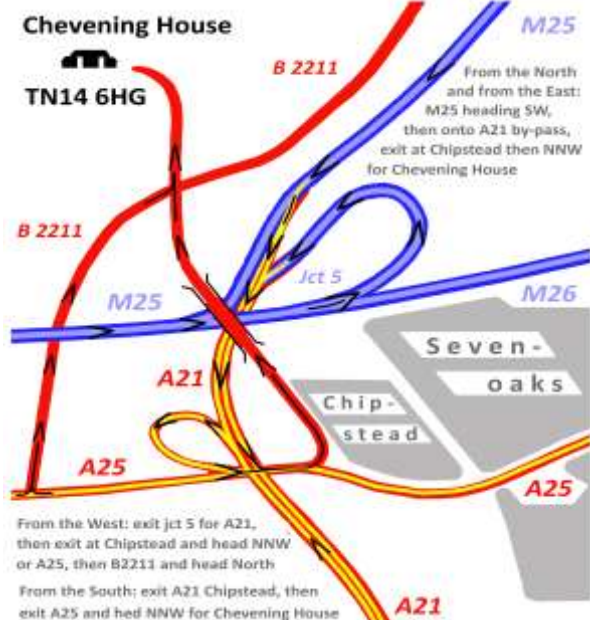 Chevening House
M25
TN14 6HG
B 2211
From the North
and from the East:
M25 heading SW,
then onto A21 by-pass,
exit at Chipstead then NNW
for Chevening House
B 2211
M25
Jct 5
M26
A21
Seven-
oaks
Chip-
stead
A25
A25
From the West: exit jct 5 for A21,
then exit at Chipstead and head NNW
or A25, then B2211 and head North
From the South: exit A21 Chipstead, then
exit A25 and hed NNW for Chevening House
A21